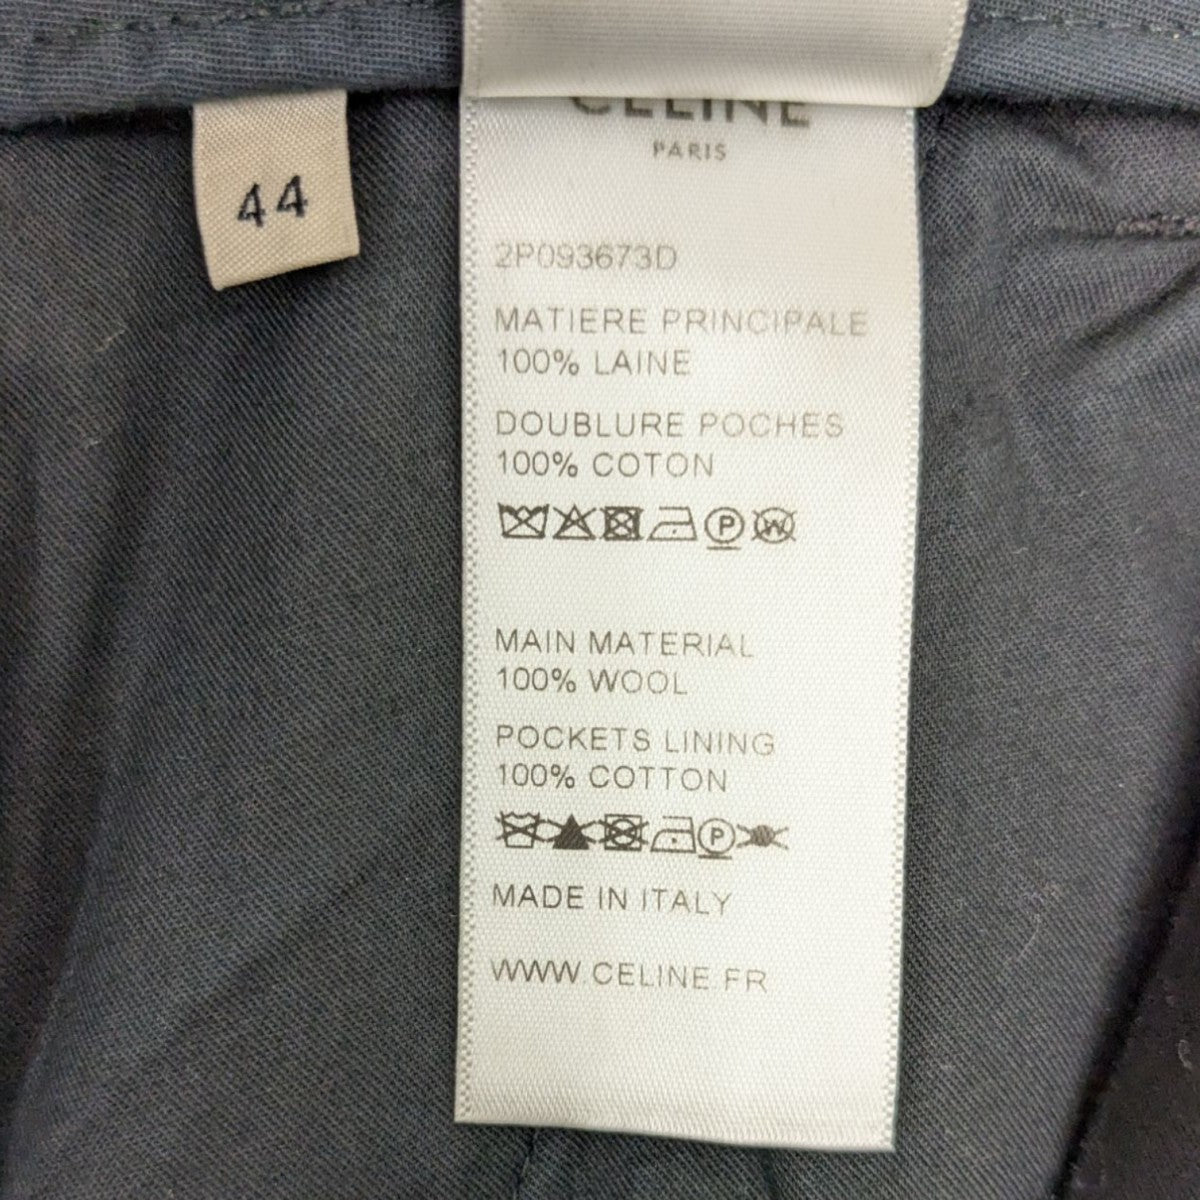 44
CELINE
PARIS
2P093673D
MATIERE PRINCIPALE
100% LAINE
DOUBLURE POCHES
100% COTON
P W
MAIN MATERIAL
100% WOOL
POCKETS LINING
100% COTTON
P
MADE IN ITALY
WWW.CELINE.FR